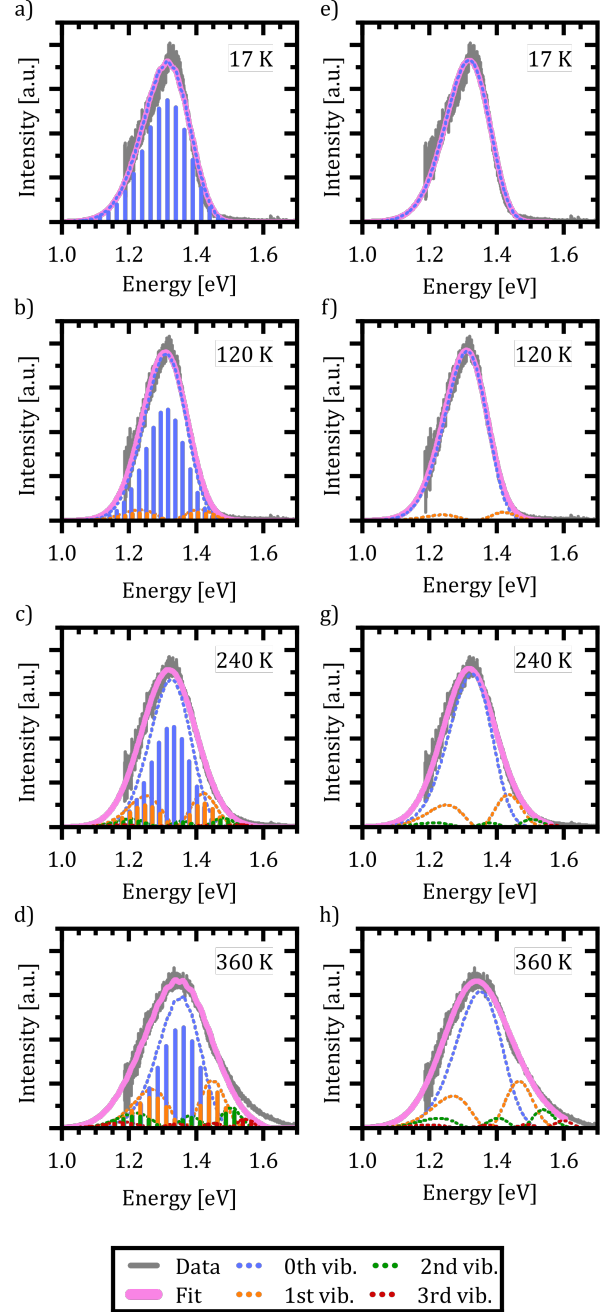 a) e)
17 K 17 K
Intensity [a.u.] Intensity [a.u.]
1.0 1.2 1.4 1.6 1.0 1.2 1.4 1.6
Energy [eV] Energy [eV]
b) f)
120 K 120 K
Intensity [a.u.] Intensity [a.u.]
1.0 1.2 1.4 1.6 1.0 1.2 1.4 1.6
Energy [eV] Energy [eV]
c) g)
240 K 240 K
Intensity [a.u.] Intensity [a.u.]
1.0 1.2 1.4 1.6 1.0 1.2 1.4 1.6
Energy [eV] Energy [eV]
d) h)
360 K 360 K
Intensity [a.u.] Intensity [a.u.]
1.0 1.2 1.4 1.6 1.0 1.2 1.4 1.6
Energy [eV] Energy [eV]
Data 0th vib. 2nd vib.
Fit 1st vib. 3rd vib.